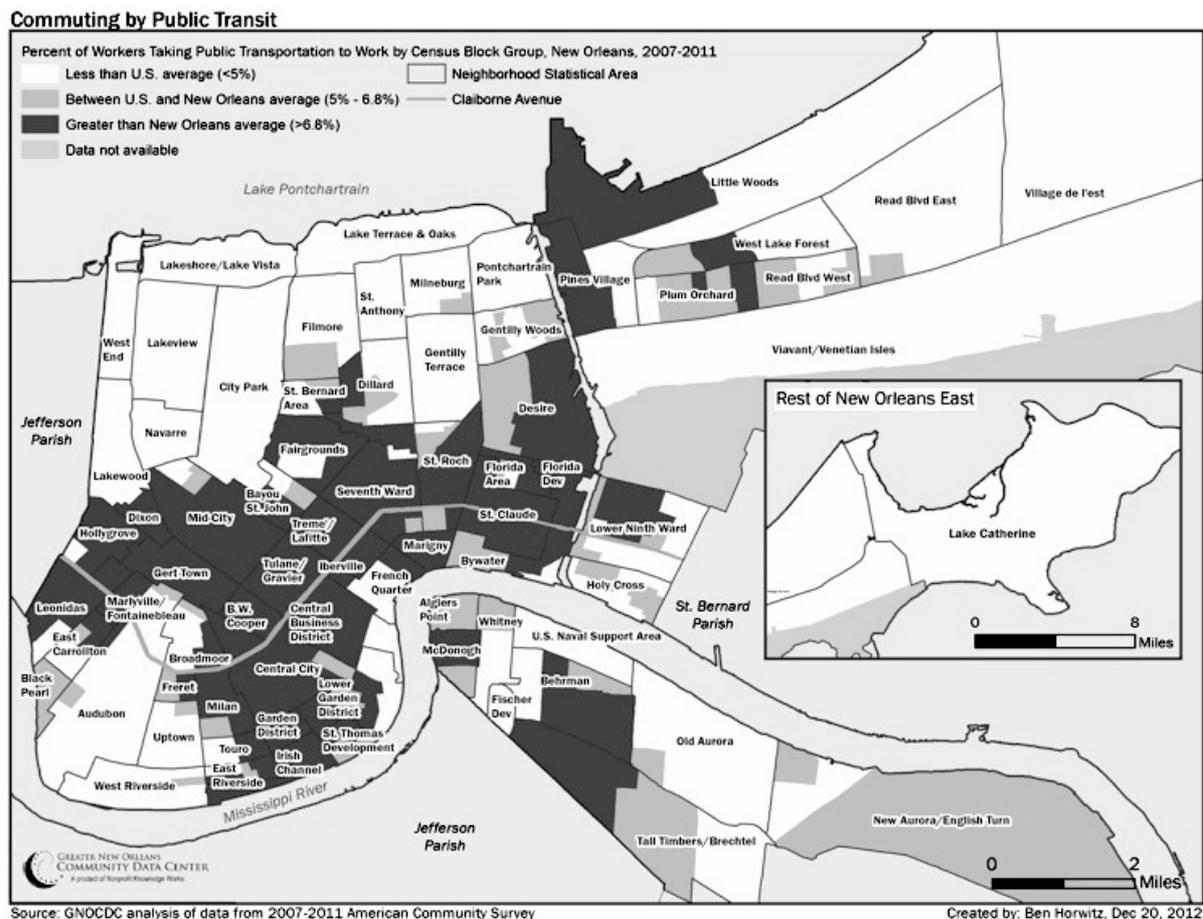 Commuting by Public Transit
Percent of Workers Taking Public Transportation to Work by Census Block Group, New Orleans, 2007-2011
Less than U.S. average (<5%)
Between U.S. and New Orleans average (5% - 6.8%)
Greater than New Orleans average (>6.8%)
Data not available
Neighborhood Statistical Area
Claiborne Avenue
Lake Pontchartrain
Little Woods
Read Blvd East
Village de l'est
Lake Terrace & Oaks
West Lake Forest
Lakeshore/Lake Vista
Milneburg
Pontchartrain
Park
Pines Village
Read Blvd West
Plum Orchard
St.
Anthony
Filmore
Gentilly Woods
West
End
Lakeview
Gentilly
Terrace
Viavant/Venetian Isles
City Park
St. Bernard
Area
Dillard
Desire
Jefferson
Parish
Navarre
Fairgrounds
St. Roch
Florida
Area
Florida
Dev
Lakewood
Bayou
St. John
Seventh Ward
Dixon
Mid-City
Hollygrove
Treme'/
Lafitte
St. Claude
Lower Ninth Ward
Marigny
Bywater
Gert Town
Tulane/
Gravier
Iberville
French
Quarter
Holy Cross
Leonidas
Marlyville/
Fontainebleau
B.W.
Cooper
Central
Business
District
Algiers
Point
Whitney
St. Bernard
Parish
U.S. Naval Support Area
East
Carrollton
Broadmoor
McDonogh
Central City
Behrman
Black
Pearl
Freret
Lower
Garden
District
Fischer
Dev
Audubon
Milan
Garden
District
St. Thomas
Development
Uptown
Touro
Old Aurora
Irish
Channel
East
Riverside
West Riverside
Mississippi River
Jefferson
Parish
New Aurora/English Turn
Tall Timbers/Brechtel
Rest of New Orleans East
Lake Catherine
0 8
Miles
0 2
Miles
GREATER NEW ORLEANS
COMMUNITY DATA CENTER
A product of Nonprofit Knowledge Works
Source: GNOCDC analysis of data from 2007-2011 American Community Survey
Created by: Ben Horwitz, Dec 20, 2012